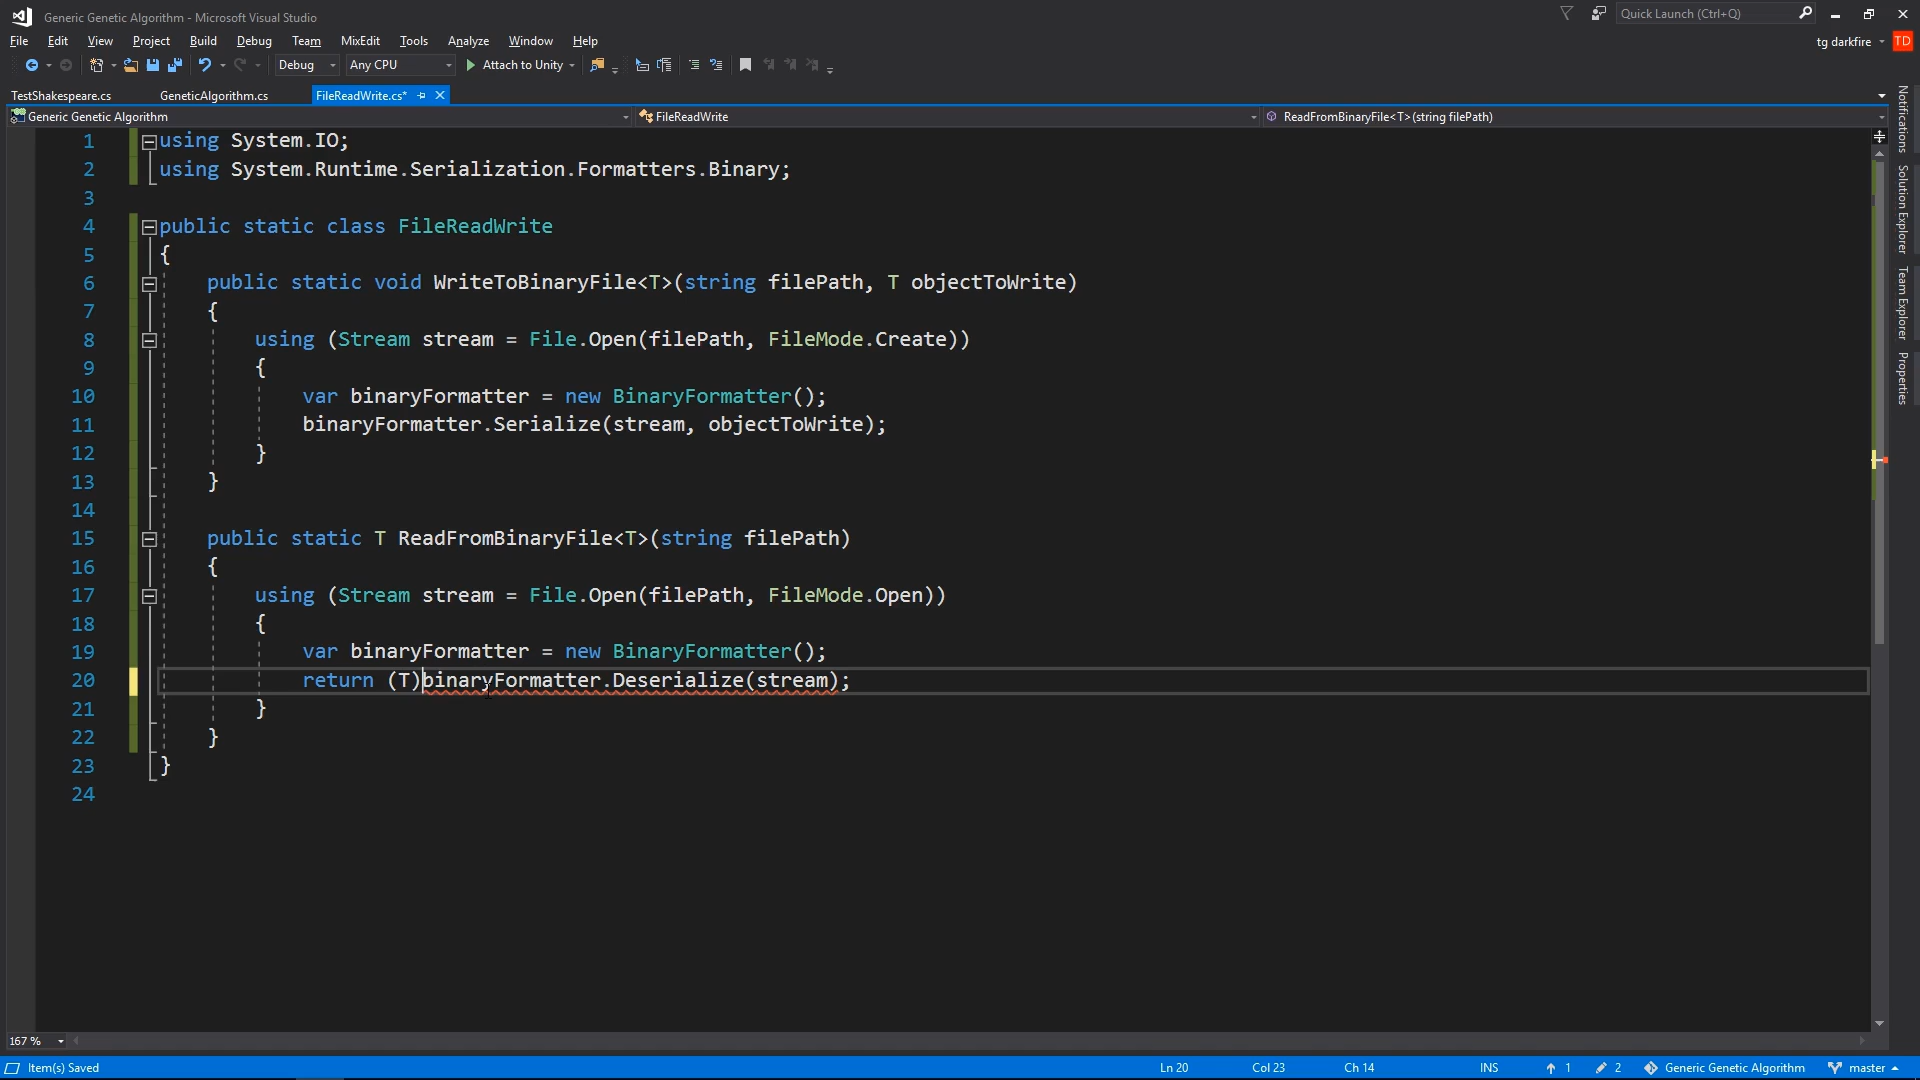 Generic Genetic Algorithm - Microsoft Visual Studio
Quick Launch (Ctrl+Q)
File Edit View Project Build Debug Team MixEdit Tools Analyze Window Help
tg darkfire TD
Debug Any CPU Attach to Unity
TestShakespeare.cs GeneticAlgorithm.cs FileReadWrite.cs*
Generic Genetic Algorithm FileReadWrite ReadFromBinaryFile<T>(string filePath)
1 using System.IO;
2 using System.Runtime.Serialization.Formatters.Binary;
3
4 public static class FileReadWrite
5 {
6 public static void WriteToBinaryFile<T>(string filePath, T objectToWrite)
7 {
8 using (Stream stream = File.Open(filePath, FileMode.Create))
9 {
10 var binaryFormatter = new BinaryFormatter();
11 binaryFormatter.Serialize(stream, objectToWrite);
12 }
13 }
14
15 public static T ReadFromBinaryFile<T>(string filePath)
16 {
17 using (Stream stream = File.Open(filePath, FileMode.Open))
18 {
19 var binaryFormatter = new BinaryFormatter();
20 return (T)binaryFormatter.Deserialize(stream);
21 }
22 }
23 }
24
Notifications
Solution Explorer
Team Explorer
Properties
167 %
Item(s) Saved Ln 20 Col 23 Ch 14 INS 1 2 Generic Genetic Algorithm master